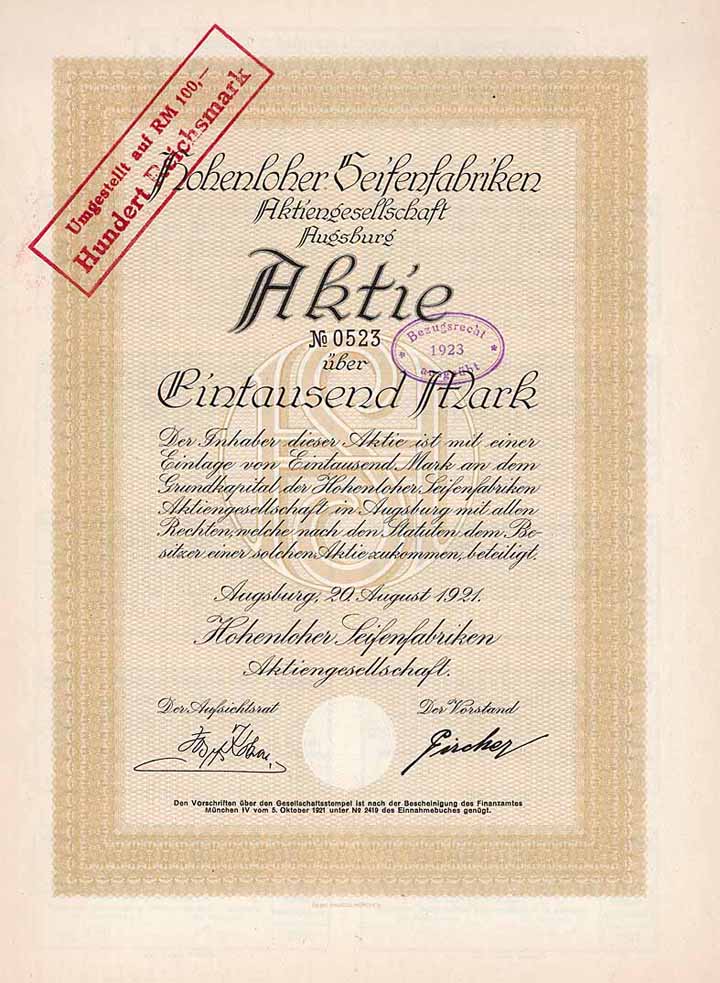 Umgestellt auf RM 100,—
Hundert Reichsmark
Hohenloher Seifenfabriken
Aktiengesellschaft
Augsburg
Aktie
№ 0523
Bezugsrecht
1923
ausgeübt
über
Eintausend Mark
Der Inhaber dieser Aktie ist mit einer
Einlage von Eintausend Mark an dem
Grundkapital der Hohenloher Seifenfabriken
Aktiengesellschaft in Augsburg mit allen
Rechten, welche nach den Statuten dem Be-
sitzer einer solchen Aktie zukommen, beteiligt.
Augsburg, 20. August 1921.
Hohenloher Seifenfabriken
Aktiengesellschaft.
Der Aufsichtsrat
Der Vorstand
Pircher
Den Vorschriften über den Gesellschaftsstempel ist nach der Bescheinigung des Finanzamtes
München IV vom 5. Oktober 1921 unter № 2419 des Einnahmebuches genügt.